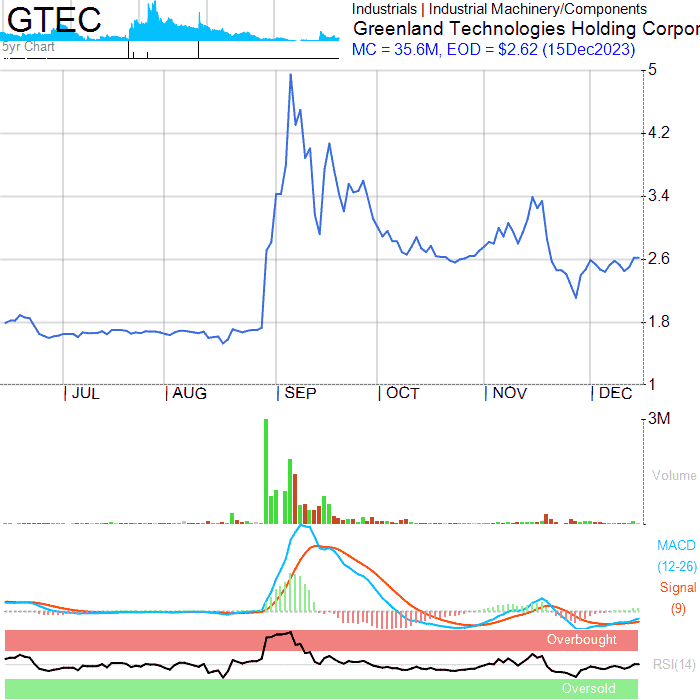 GTEC
5yr Chart
Industrials | Industrial Machinery/Components
Greenland Technologies Holding Corpor
MC = 35.6M, EOD = $2.62 (15Dec2023)
5
4.2
3.4
2.6
1.8
1
JUL AUG SEP OCT NOV DEC
3M
Volume
MACD
(12-26)
Signal
(9)
Overbought
RSI(14)
Oversold